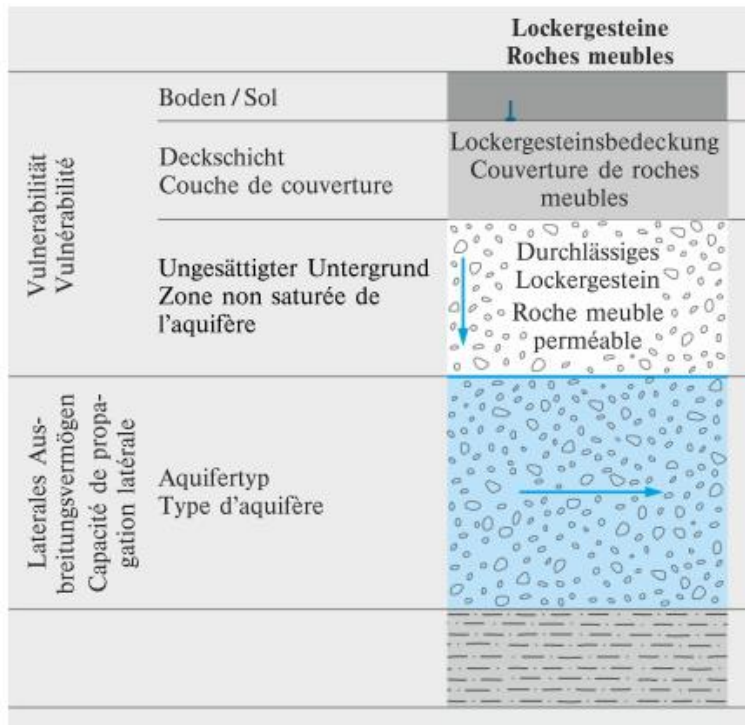 Lockergesteine
Roches meubles
Vulnerabilität
Vulnérabilité
Boden / Sol
Deckschicht
Couche de couverture
Lockergesteinsbedeckung
Couverture de roches
meubles
Ungesättigter Untergrund
Zone non saturée de
l'aquifère
Durchlässiges
Lockergestein
Roche meuble
perméable
Laterales Aus-
breitungsvermögen
Capacité de propa-
gation latérale
Aquifertyp
Type d'aquifère